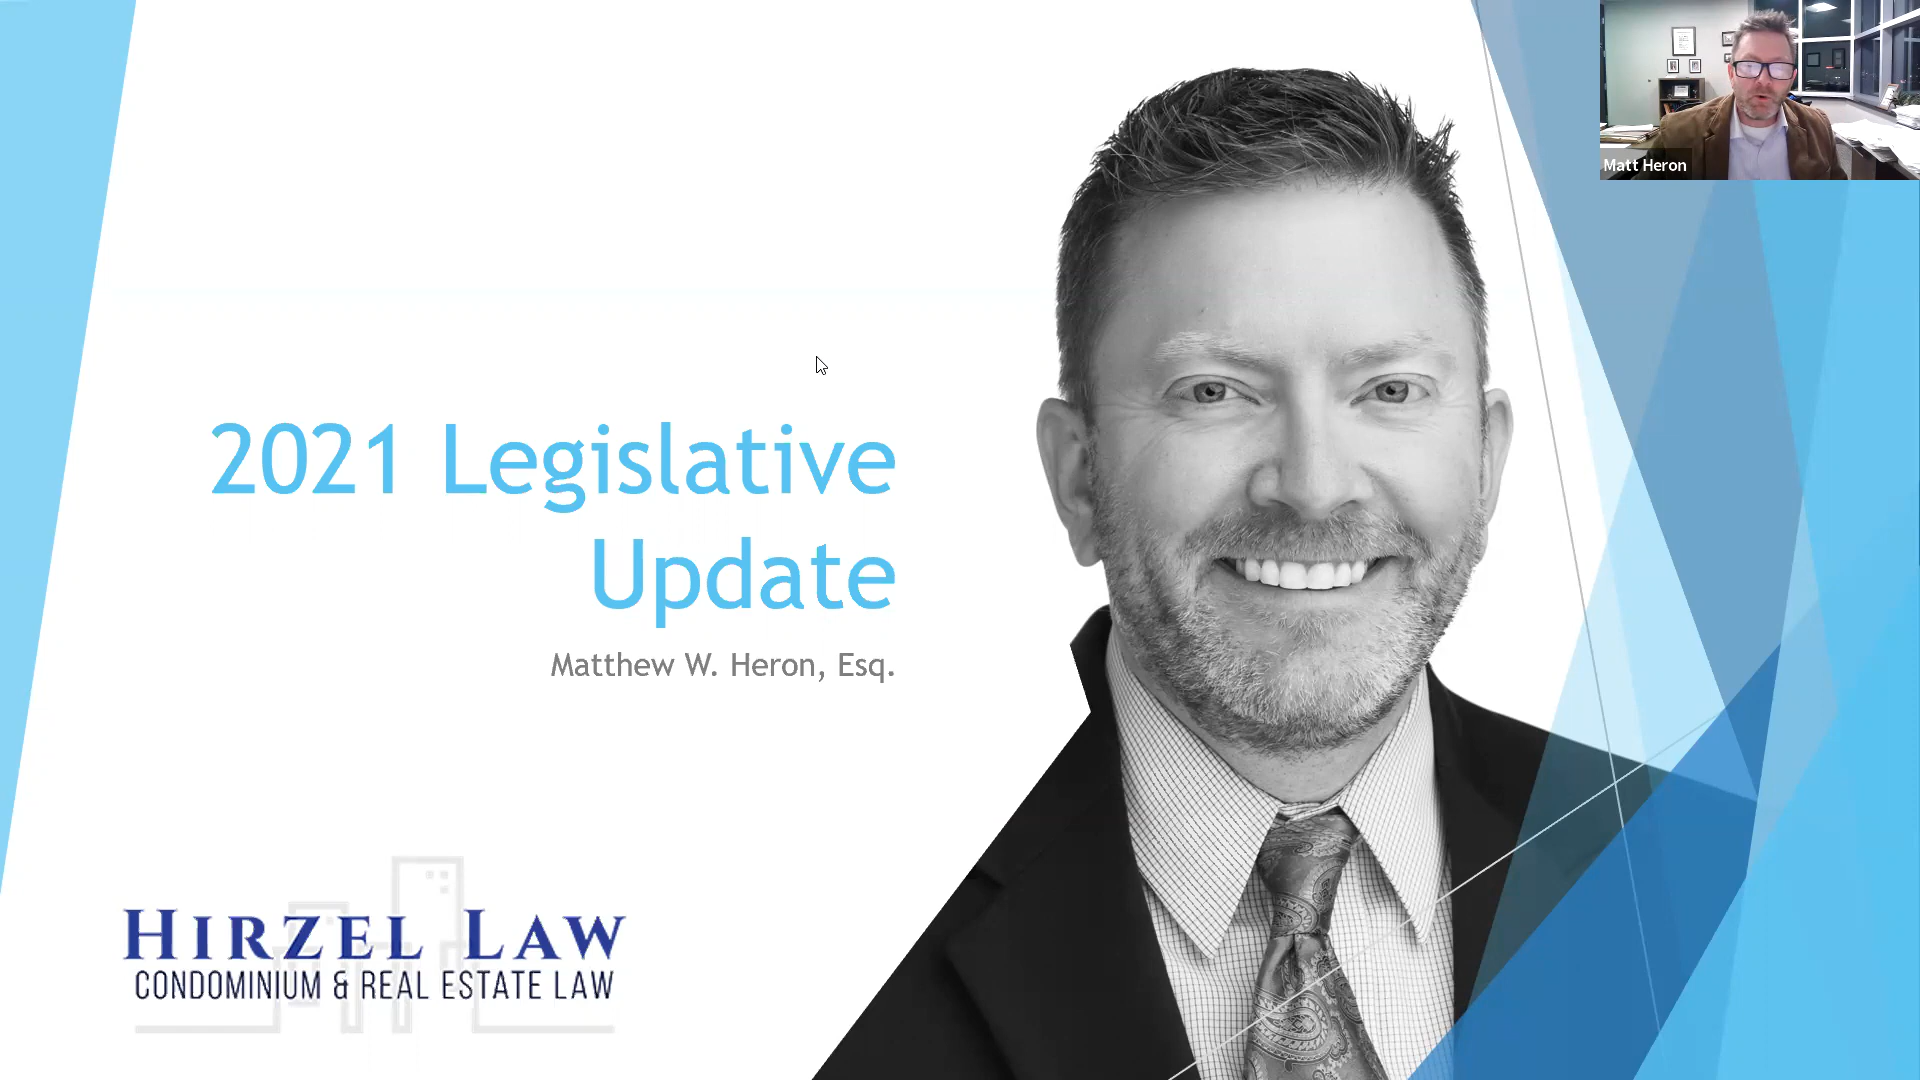 2021 Legislative
Update
Matthew W. Heron, Esq.
HIRZEL LAW
CONDOMINIUM & REAL ESTATE LAW
Matt Heron